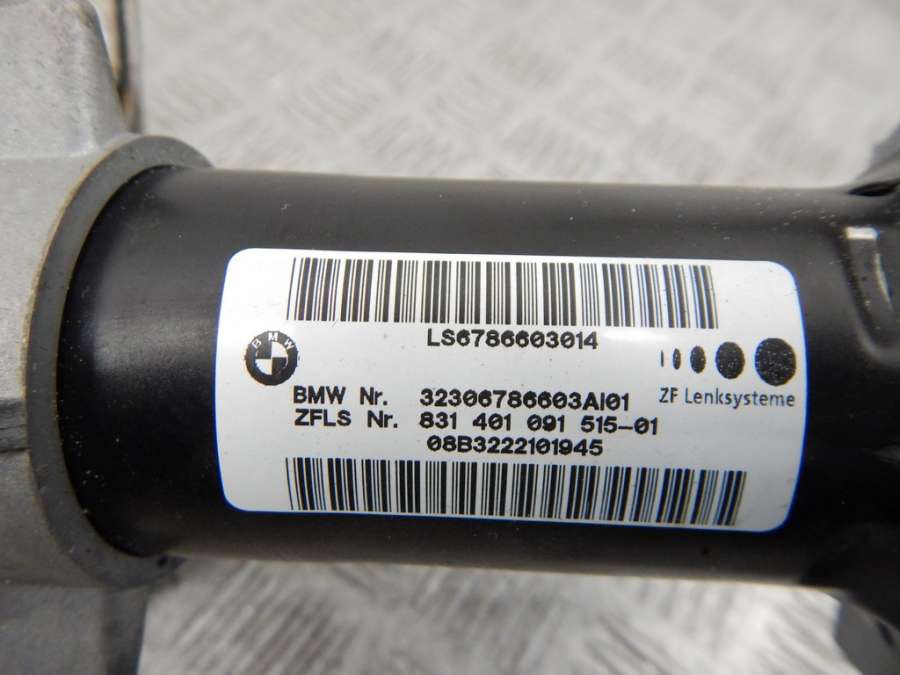 LS6786603014
BMW
BMW Nr. 32306786603AI01
ZFLS Nr. 831 401 091 515-01
08B3222101945
ZF Lenksysteme